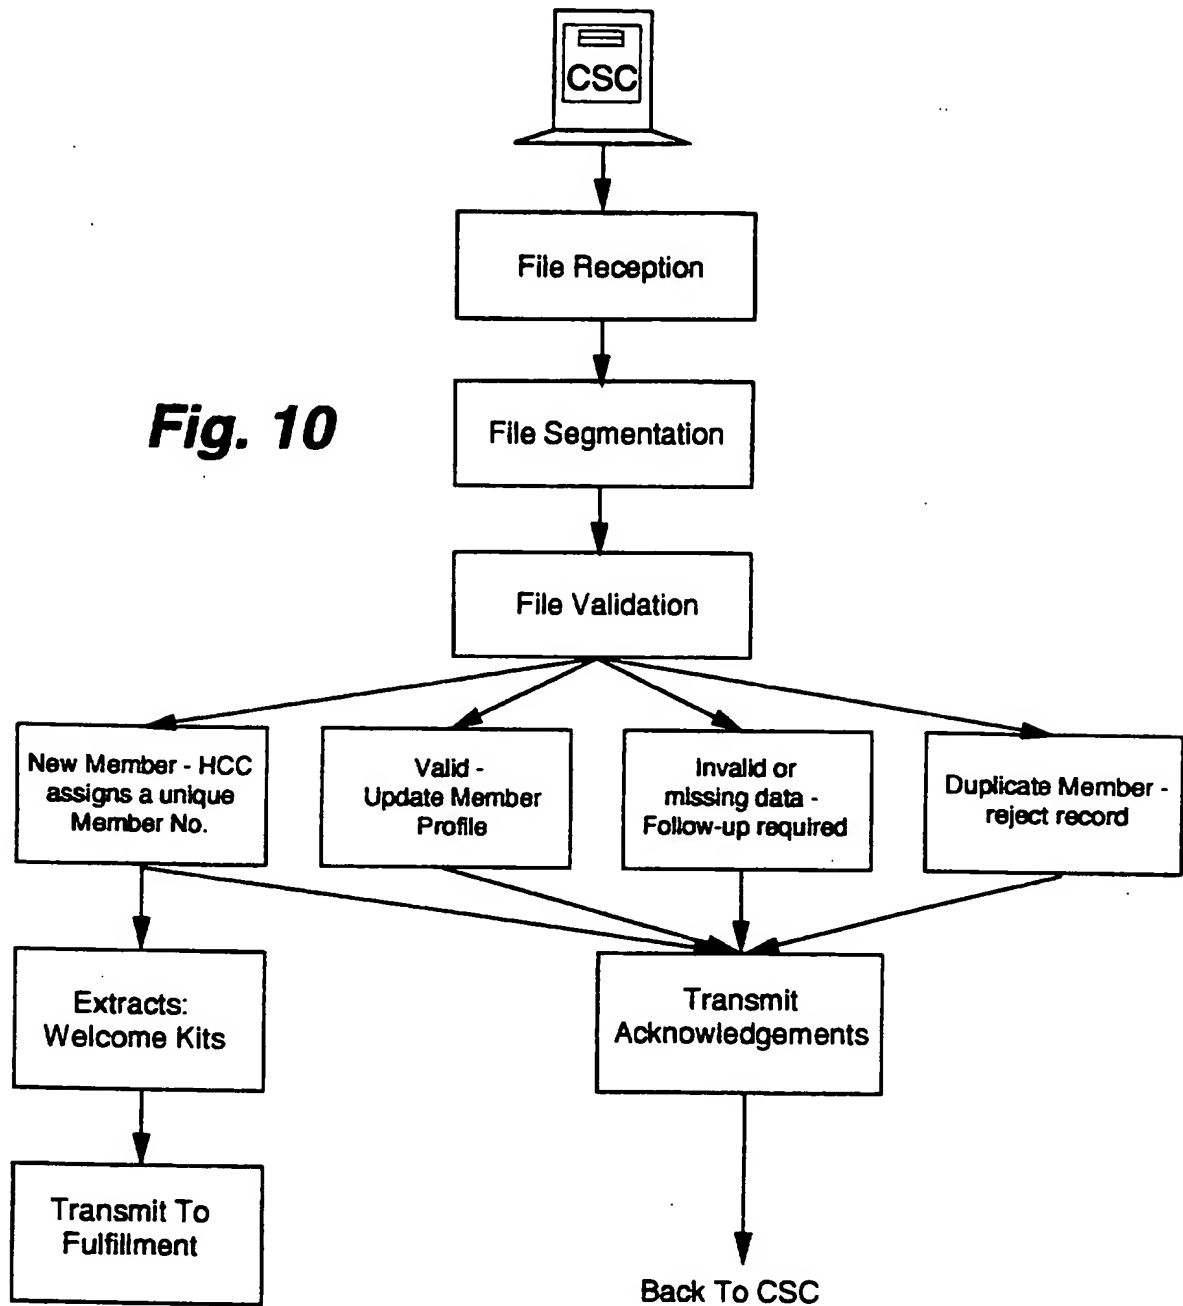 CSC
File Reception
Fig. 10
File Segmentation
File Validation
New Member - HCC
assigns a unique
Member No.
Valid -
Update Member
Profile
Invalid or
missing data -
Follow-up required
Duplicate Member -
reject record
Extracts:
Welcome Kits
Transmit
Acknowledgements
Transmit To
Fulfillment
Back To CSC